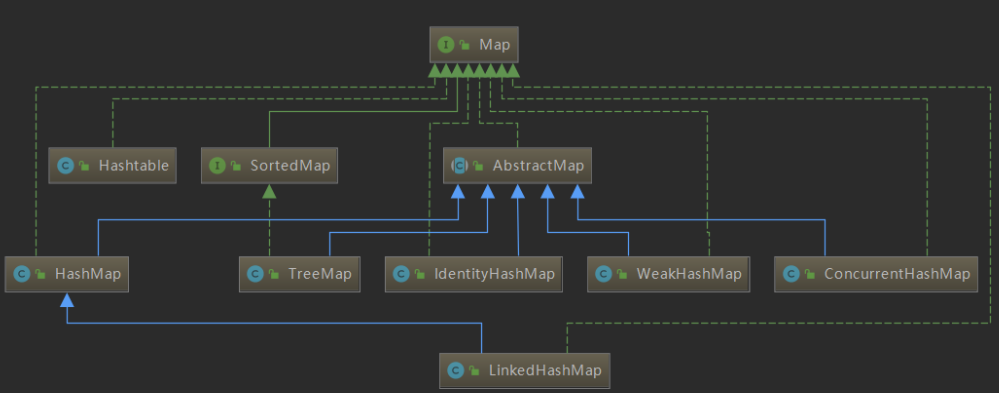 I Map
C Hashtable
I SortedMap
C AbstractMap
C HashMap
C TreeMap
C IdentityHashMap
C WeakHashMap
C ConcurrentHashMap
C LinkedHashMap